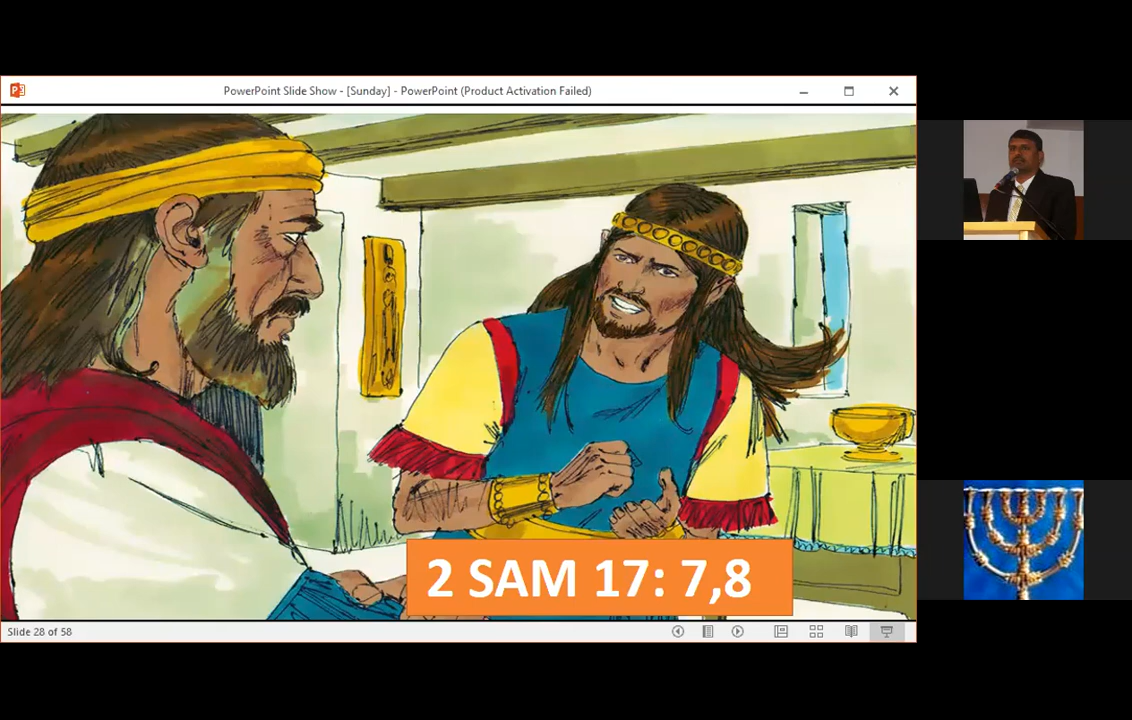 PowerPoint Slide Show - [Sunday] - PowerPoint (Product Activation Failed)
2 SAM 17: 7,8
Slide 28 of 58